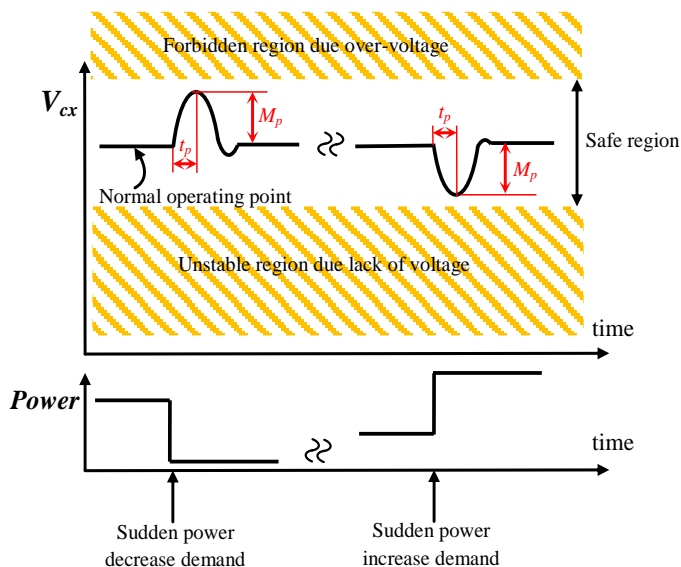 Forbidden region due over-voltage
V_cx
M_p
t_p
t_p
Safe region
M_p
Normal operating point
Unstable region due lack of voltage
time
Power
time
Sudden power
decrease demand
Sudden power
increase demand